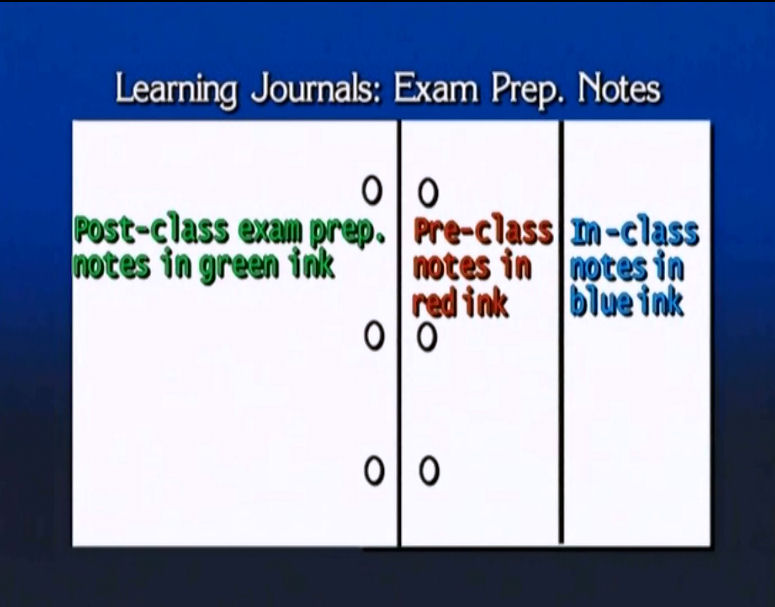 Learning Journals: Exam Prep. Notes
Post-class exam prep.
notes in green ink
Pre-class
notes in
red ink
In-class
notes in
blue ink